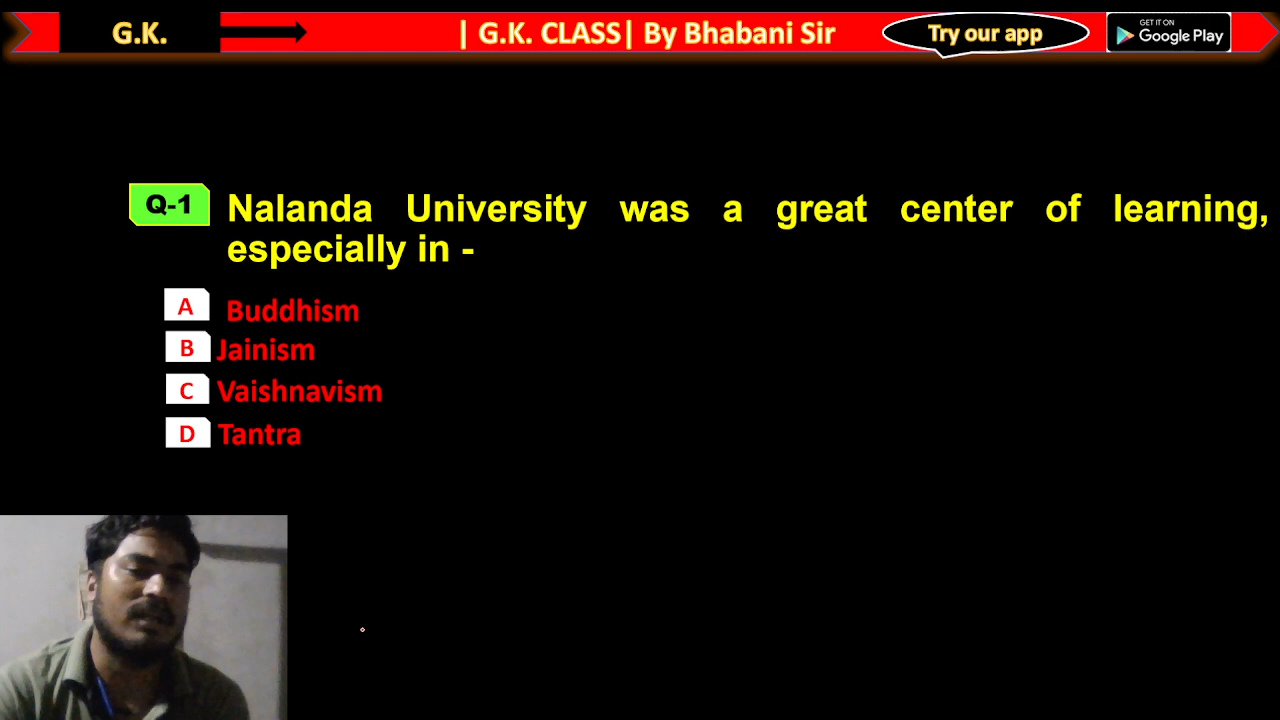 G.K.
| G.K. CLASS| By Bhabani Sir
Try our app
GET IT ON
Google Play
Q-1
Nalanda University was a great center of learning,
especially in -
A Buddhism
B Jainism
C Vaishnavism
D Tantra